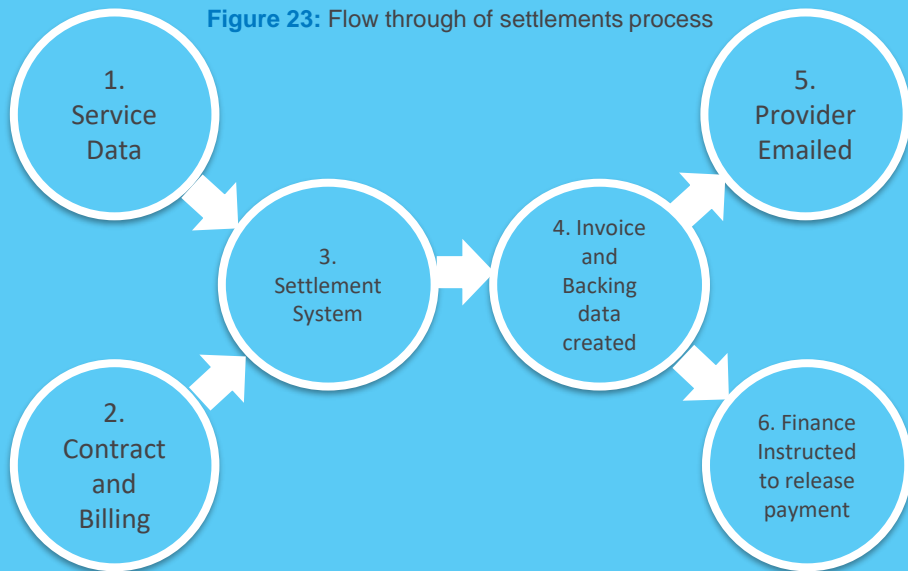 Figure 23: Flow through of settlements process
1.
Service
Data
2.
Contract
and
Billing
3.
Settlement
System
4. Invoice
and
Backing
data
created
5.
Provider
Emailed
6. Finance
Instructed
to release
payment